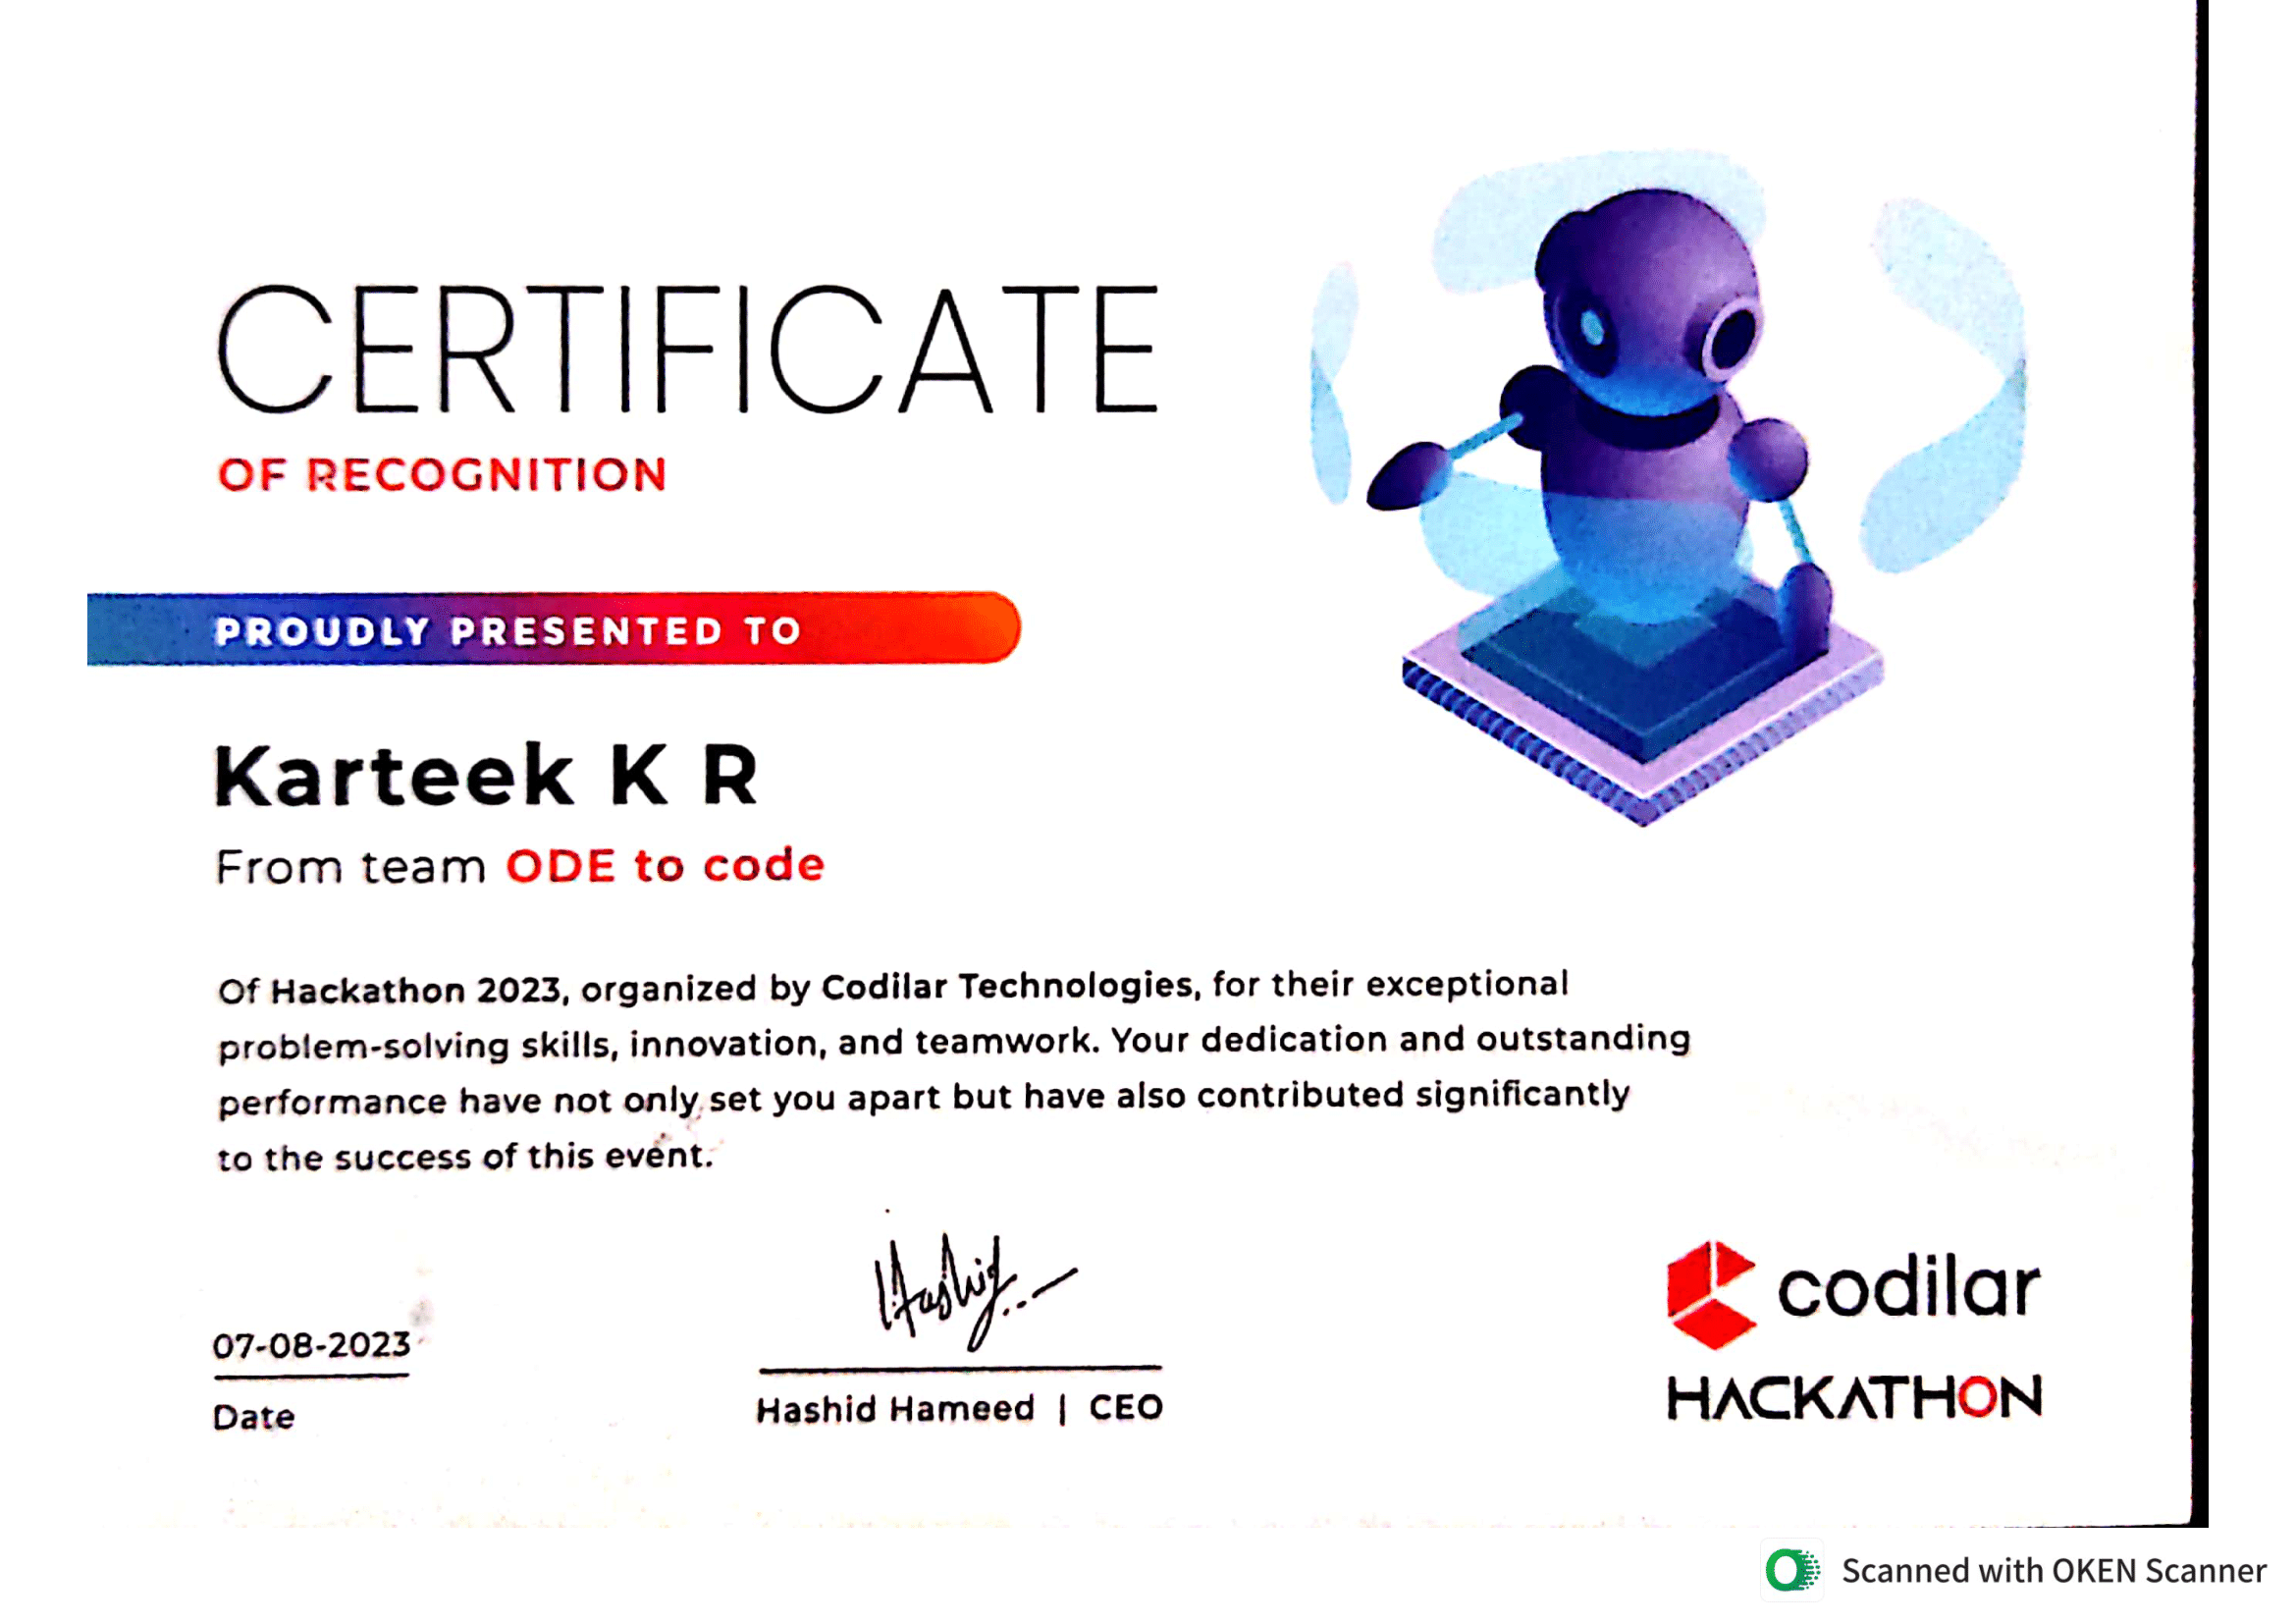 CERTIFICATE
OF RECOGNITION
PROUDLY PRESENTED TO
Karteek K R
From team ODE to code
Of Hackathon 2023, organized by Codilar Technologies, for their exceptional
problem-solving skills, innovation, and teamwork. Your dedication and outstanding
performance have not only set you apart but have also contributed significantly
to the success of this event.
07-08-2023
Date
Hashid
Hashid Hameed | CEO
codilar
HACKATHON
Scanned with OKEN Scanner